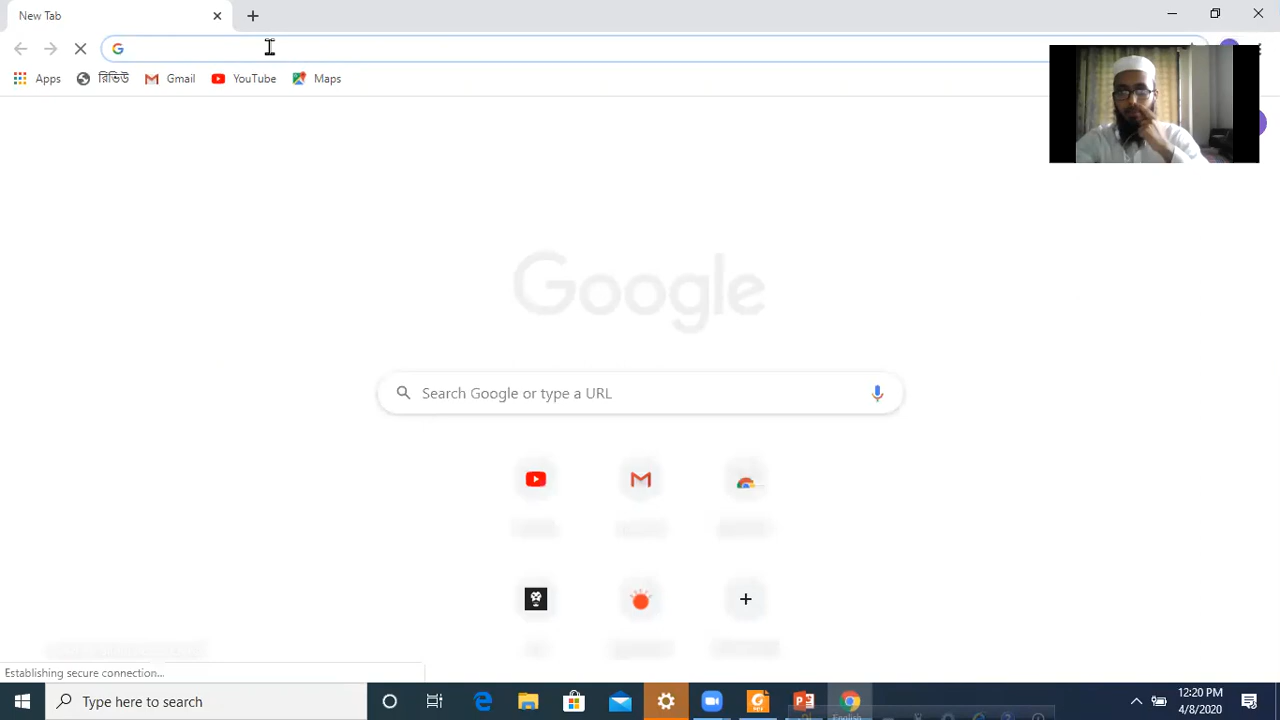 New Tab
Apps রিভিউ Gmail YouTube Maps
Google
Search Google or type a URL
Establishing secure connection...
Type here to search
12:20 PM
4/8/2020